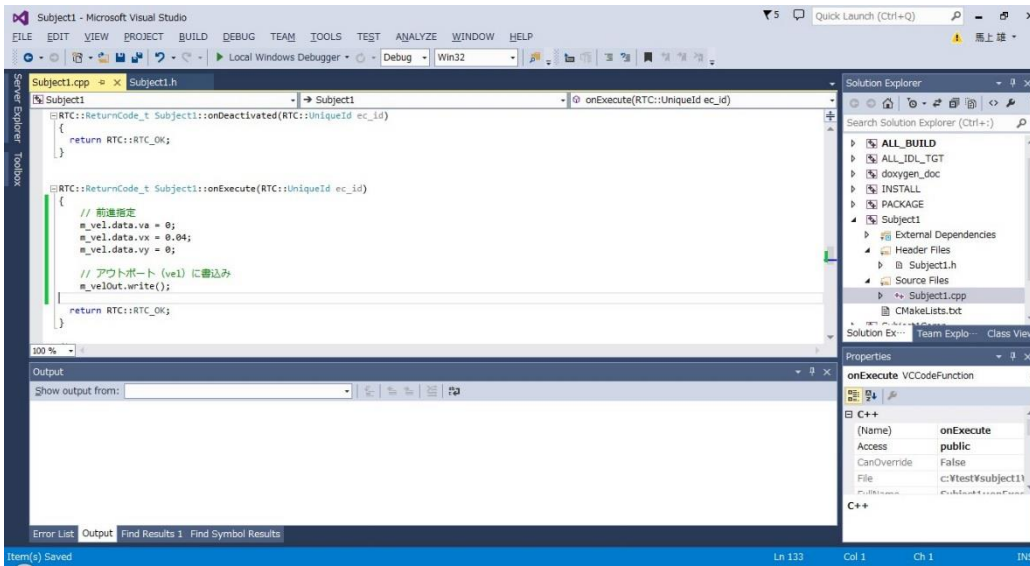 Subject1 - Microsoft Visual Studio
5
Quick Launch (Ctrl+Q)
FILE EDIT VIEW PROJECT BUILD DEBUG TEAM TOOLS TEST ANALYZE WINDOW HELP
馬上 雄
Local Windows Debugger
Debug
Win32
Server Explorer
Toolbox
Subject1.cpp
Subject1.h
Subject1
Subject1
onExecute(RTC::UniqueId ec_id)
RTC::ReturnCode_t Subject1::onDeactivated(RTC::UniqueId ec_id)
{
return RTC::RTC_OK;
}
RTC::ReturnCode_t Subject1::onExecute(RTC::UniqueId ec_id)
{
// 前進指定
m_vel.data.va = 0;
m_vel.data.vx = 0.04;
m_vel.data.vy = 0;
// アウトポート（vel）に書込み
m_velOut.write();
return RTC::RTC_OK;
}
100 %
Output
Show output from:
Error List Output Find Results 1 Find Symbol Results
Solution Explorer
Search Solution Explorer (Ctrl+:)
ALL_BUILD
ALL_IDL_TGT
doxygen_doc
INSTALL
PACKAGE
Subject1
External Dependencies
Header Files
Subject1.h
Source Files
Subject1.cpp
CMakeLists.txt
Solution Ex… Team Explo… Class View
Properties
onExecute VCCodeFunction
C++
(Name) onExecute
Access public
CanOverride False
File c:¥test¥subject1¥
C++
Item(s) Saved
Ln 133 Col 1 Ch 1 INS